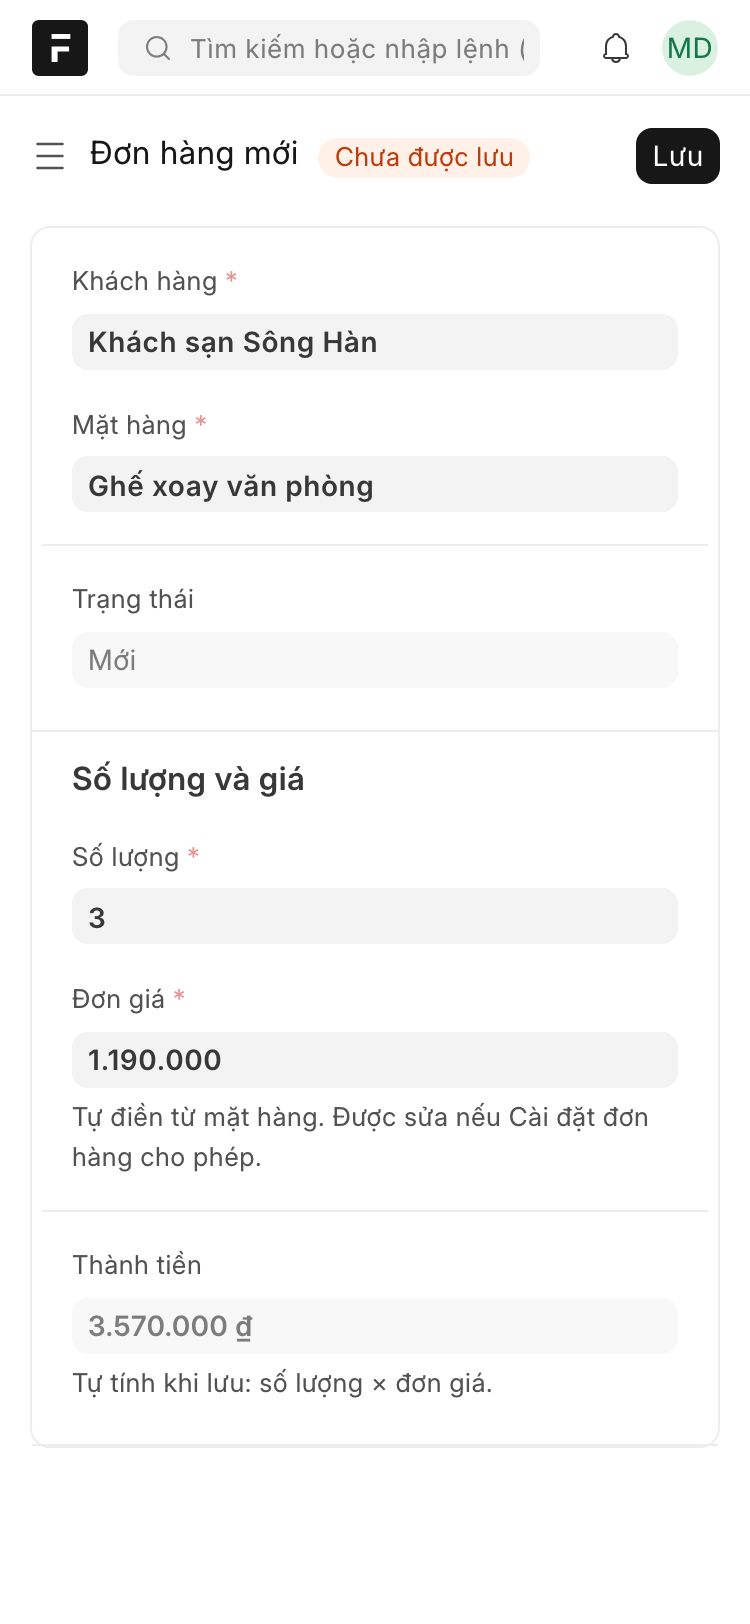 Tìm kiếm hoặc nhập lệnh (
MD
Đơn hàng mới
Chưa được lưu
Lưu
Khách hàng *
Khách sạn Sông Hàn
Mặt hàng *
Ghế xoay văn phòng
Trạng thái
Mới
Số lượng và giá
Số lượng *
3
Đơn giá *
1.190.000
Tự điền từ mặt hàng. Được sửa nếu Cài đặt đơn
hàng cho phép.
Thành tiền
3.570.000 ₫
Tự tính khi lưu: số lượng × đơn giá.